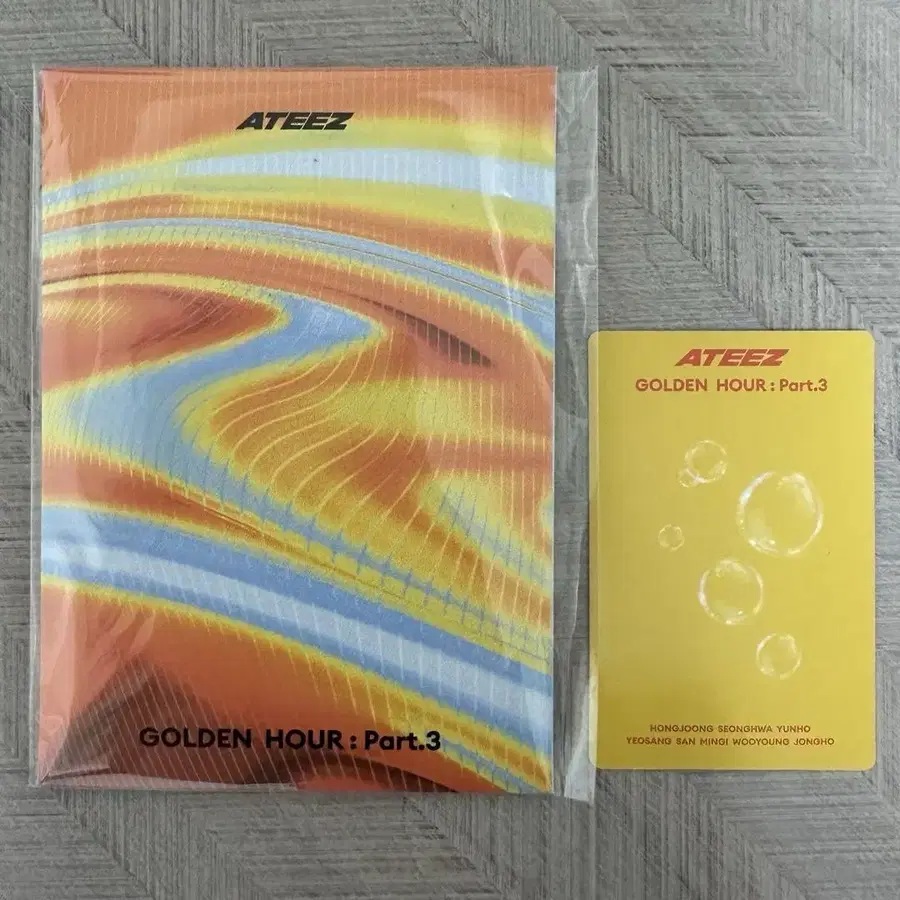 ATEEZ
GOLDEN HOUR : Part.3
ATEEZ
GOLDEN HOUR : Part.3
HONGJOONG SEONGHWA YUNHO
YEOSANG SAN MINGI WOOYOUNG JONGHO